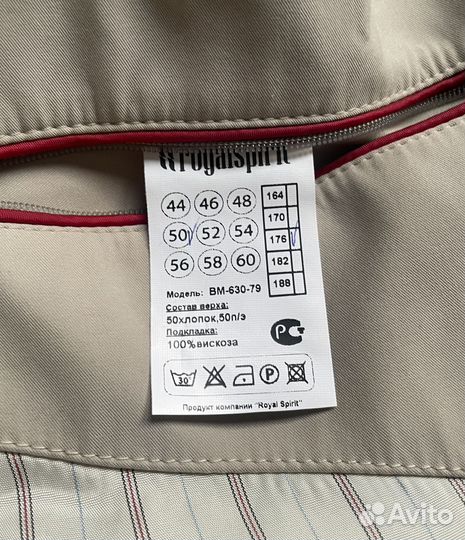 royalspirit
44 46 48 164
170
50 52 54 176
182
56 58 60 188
Модель: ВМ-630-79
Состав верха:
50хлопок,50п/э
Подкладка:
100%вискоза
РС
30° P
Продукт компании "Royal Spirit"
Avito